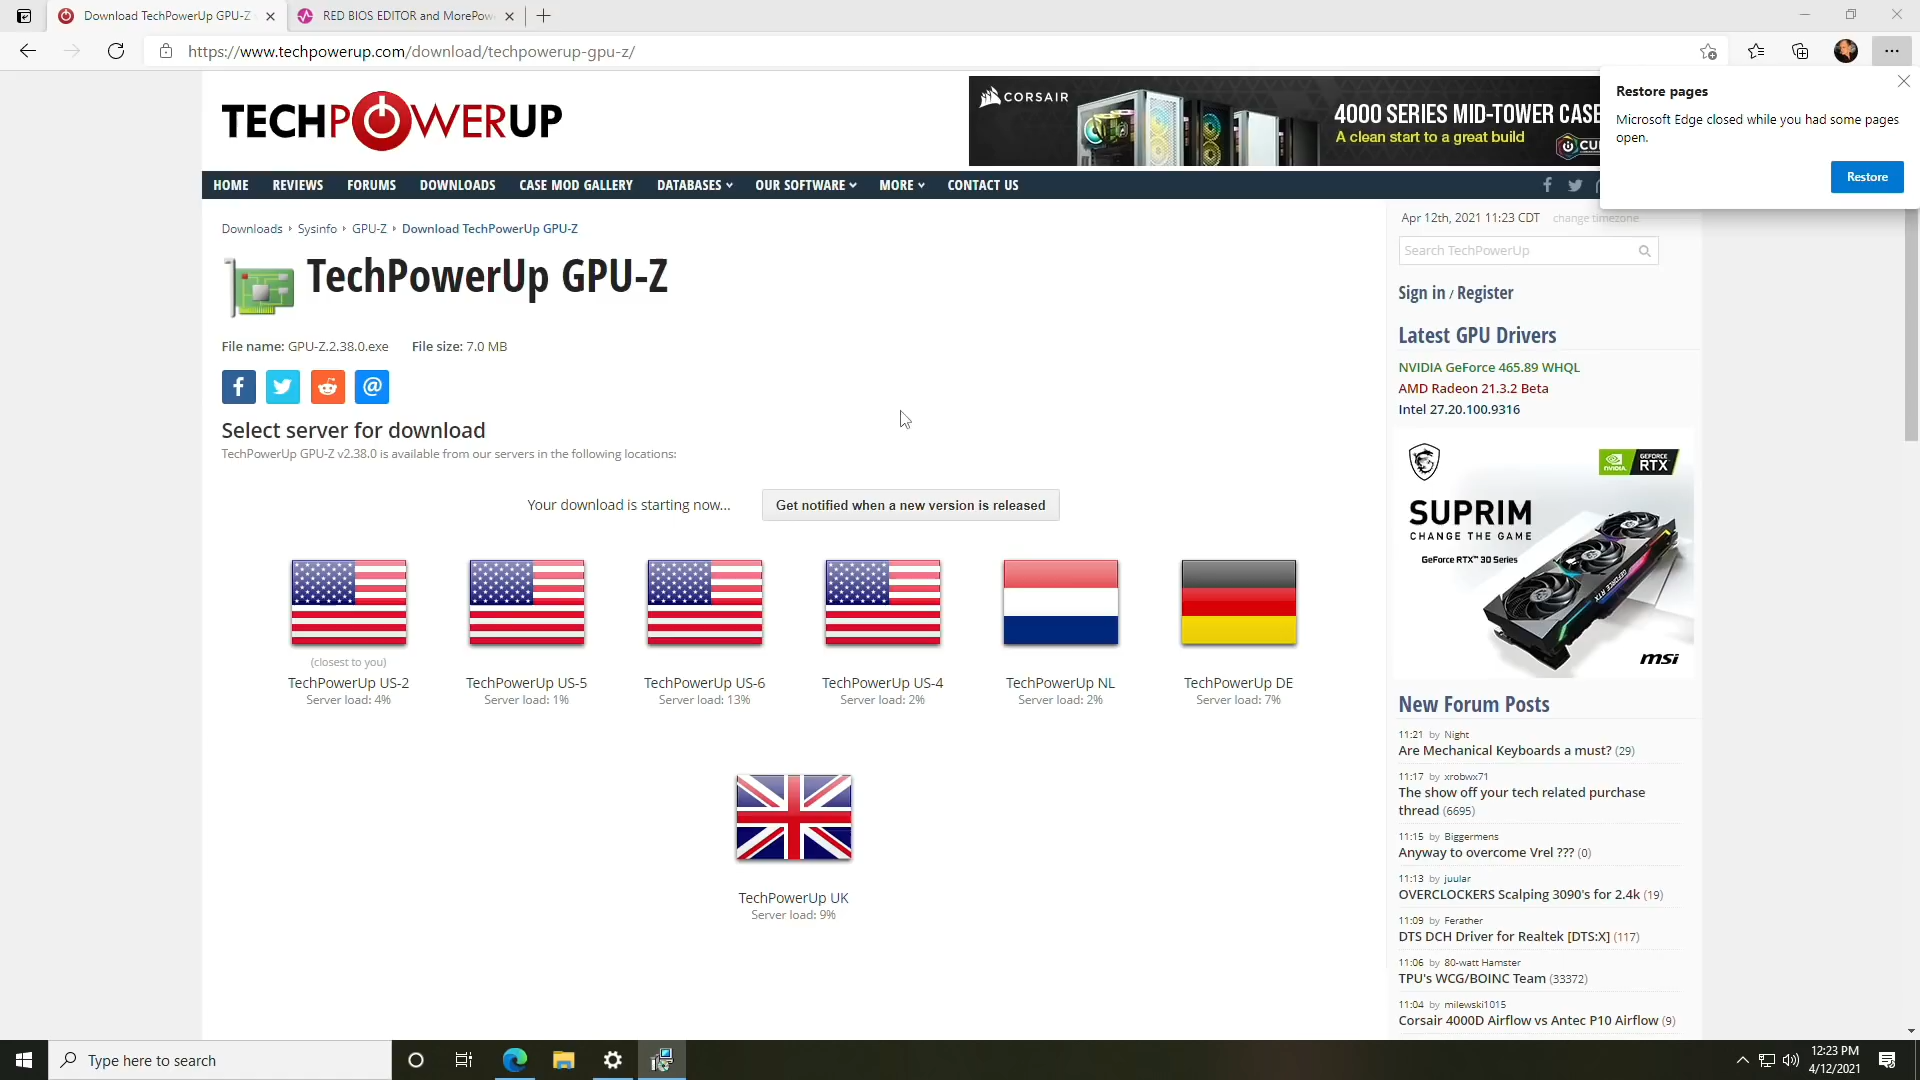 Download TechPowerUp GPU-Z
RED BIOS EDITOR and MorePow
https://www.techpowerup.com/download/techpowerup-gpu-z/
Restore pages
Microsoft Edge closed while you had some pages
open.
Restore
TECHPOWERUP
CORSAIR
4000 SERIES MID-TOWER CASE
A clean start to a great build
HOME REVIEWS FORUMS DOWNLOADS CASE MOD GALLERY DATABASES OUR SOFTWARE MORE CONTACT US
Downloads Sysinfo GPU-Z Download TechPowerUp GPU-Z
TechPowerUp GPU-Z
File name: GPU-Z.2.38.0.exe File size: 7.0 MB
Select server for download
TechPowerUp GPU-Z v2.38.0 is available from our servers in the following locations:
Your download is starting now...
Get notified when a new version is released
(closest to you)
TechPowerUp US-2
Server load: 4%
TechPowerUp US-5
Server load: 1%
TechPowerUp US-6
Server load: 13%
TechPowerUp US-4
Server load: 2%
TechPowerUp NL
Server load: 2%
TechPowerUp DE
Server load: 7%
TechPowerUp UK
Server load: 9%
Apr 12th, 2021 11:23 CDT change timezone
Search TechPowerUp
Sign in / Register
Latest GPU Drivers
NVIDIA GeForce 465.89 WHQL
AMD Radeon 21.3.2 Beta
Intel 27.20.100.9316
NVIDIA GEFORCE RTX
SUPRIM
CHANGE THE GAME
GeForce RTX™ 30 Series
GEFORCE RTX
msi
New Forum Posts
11:21 by Night
Are Mechanical Keyboards a must? (29)
11:17 by xrobwx71
The show off your tech related purchase
thread (6695)
11:15 by Biggermens
Anyway to overcome Vrel ??? (0)
11:13 by juular
OVERCLOCKERS Scalping 3090's for 2.4k (19)
11:09 by Ferather
DTS DCH Driver for Realtek [DTS:X] (117)
11:06 by 80-watt Hamster
TPU's WCG/BOINC Team (33372)
11:04 by milewski1015
Corsair 4000D Airflow vs Antec P10 Airflow (9)
Type here to search
12:23 PM
4/12/2021